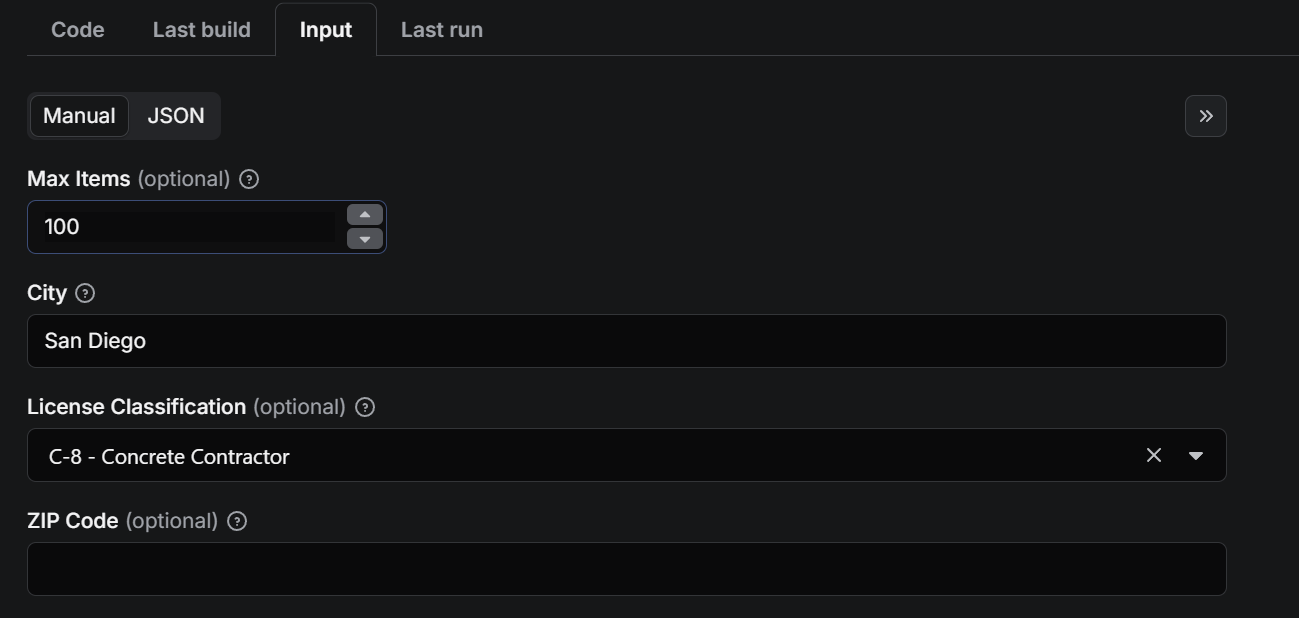 Code Last build Input Last run
Manual JSON
Max Items (optional) ?
100
City ?
San Diego
License Classification (optional) ?
C-8 - Concrete Contractor
ZIP Code (optional) ?